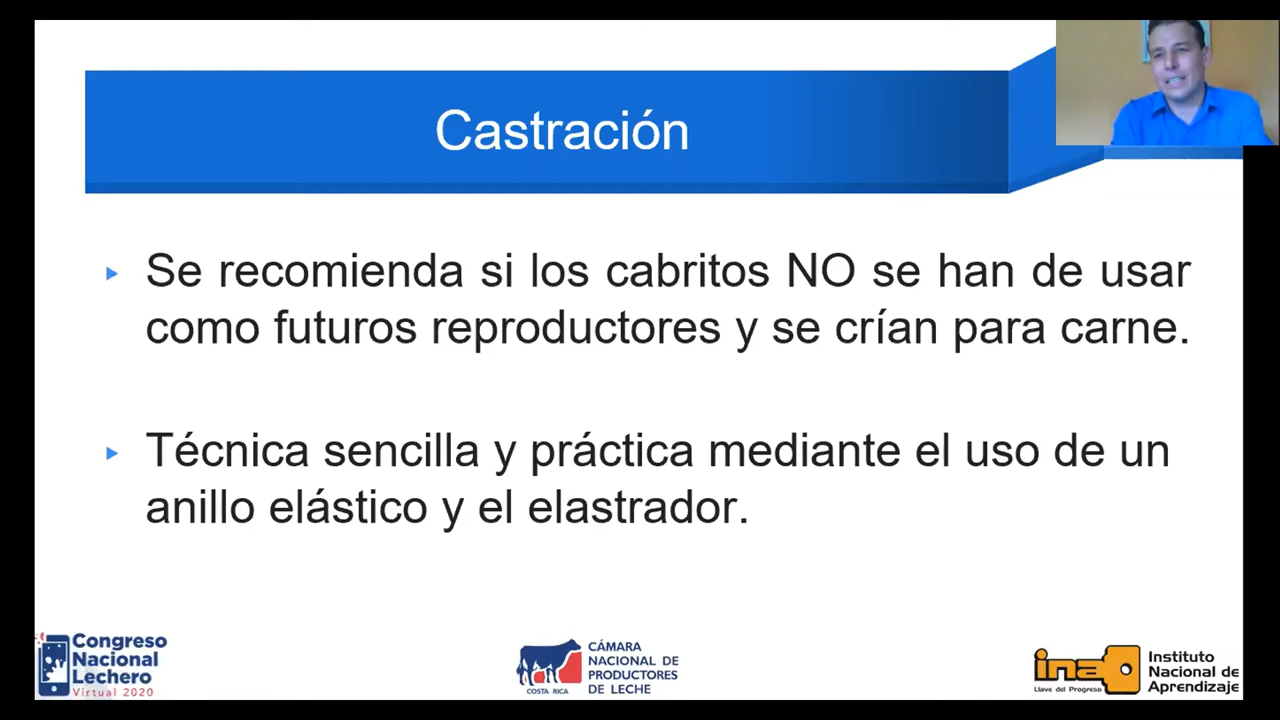 Castración
Se recomienda si los cabritos NO se han de usar
como futuros reproductores y se crían para carne.
Técnica sencilla y práctica mediante el uso de un
anillo elástico y el elastrador.
Congreso
Nacional
Lechero
Virtual 2020
CÁMARA
NACIONAL DE
PRODUCTORES
DE LECHE
COSTA RICA
ina
Llave del Progreso
Instituto
Nacional de
Aprendizaje